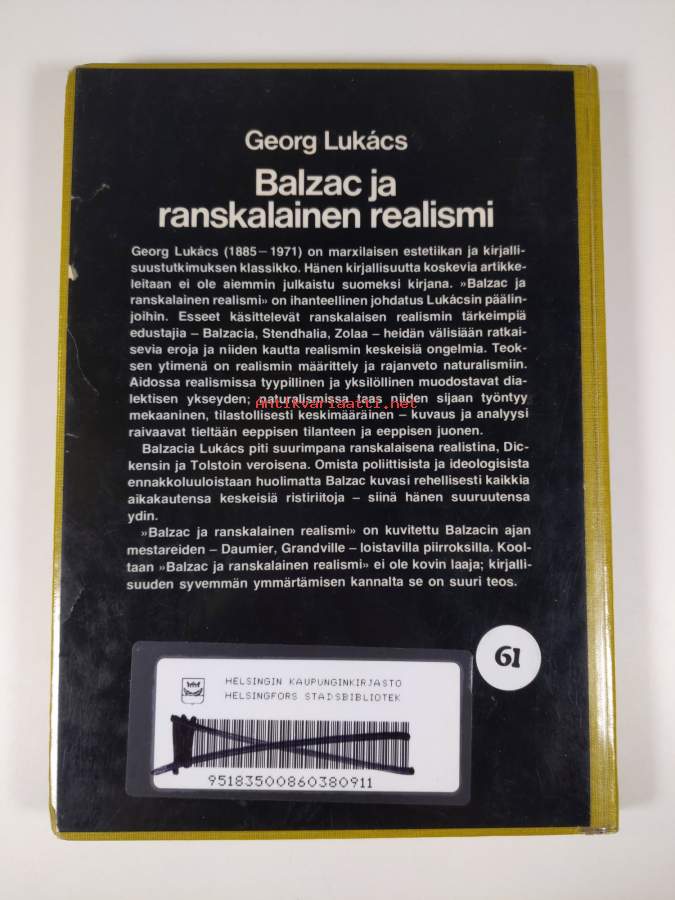 Georg Lukács
Balzac ja
ranskalainen realismi
Georg Lukács (1885–1971) on marxilaisen estetiikan ja kirjalli-
suustutkimuksen klassikko. Hänen kirjallisuutta koskevia artikke-
leitaan ei ole aiemmin julkaistu suomeksi kirjana. »Balzac ja
ranskalainen realismi» on ihanteellinen johdatus Lukácsin päälin-
joihin. Esseet käsittelevät ranskalaisen realismin tärkeimpiä
edustajia – Balzacia, Stendhalia, Zolaa – heidän välisiään ratkai-
sevia eroja ja niiden kautta realismin keskeisiä ongelmia. Teok-
sen ytimenä on realismin määrittely ja rajanveto naturalismiin.
Aidossa realismissa tyypillinen ja yksilöllinen muodostavat dia-
lektisen ykseyden; naturalismissa taas niiden sijaan työntyy
Antikvariaatti.net
mekaaninen, tilastollisesti keskimääräinen – kuvaus ja analyysi
raivaavat tieltään eeppisen tilanteen ja eeppisen juonen.
Balzacia Lukács piti suurimpana ranskalaisena realistina, Dic-
kensin ja Tolstoin veroisena. Omista poliittisista ja ideologisista
ennakkoluuloistaan huolimatta Balzac kuvasi rehellisesti kaikkia
aikakautensa keskeisiä ristiriitoja – siinä hänen suuruutensa
ydin.
»Balzac ja ranskalainen realismi» on kuvitettu Balzacin ajan
mestareiden – Daumier, Grandville – loistavilla piirroksilla. Kool-
taan »Balzac ja ranskalainen realismi» ei ole kovin laaja; kirjalli-
suuden syvemmän ymmärtämisen kannalta se on suuri teos.
61
HELSINGIN KAUPUNGINKIRJASTO
HELSINGFORS STADSBIBLIOTEK
95183500860380911